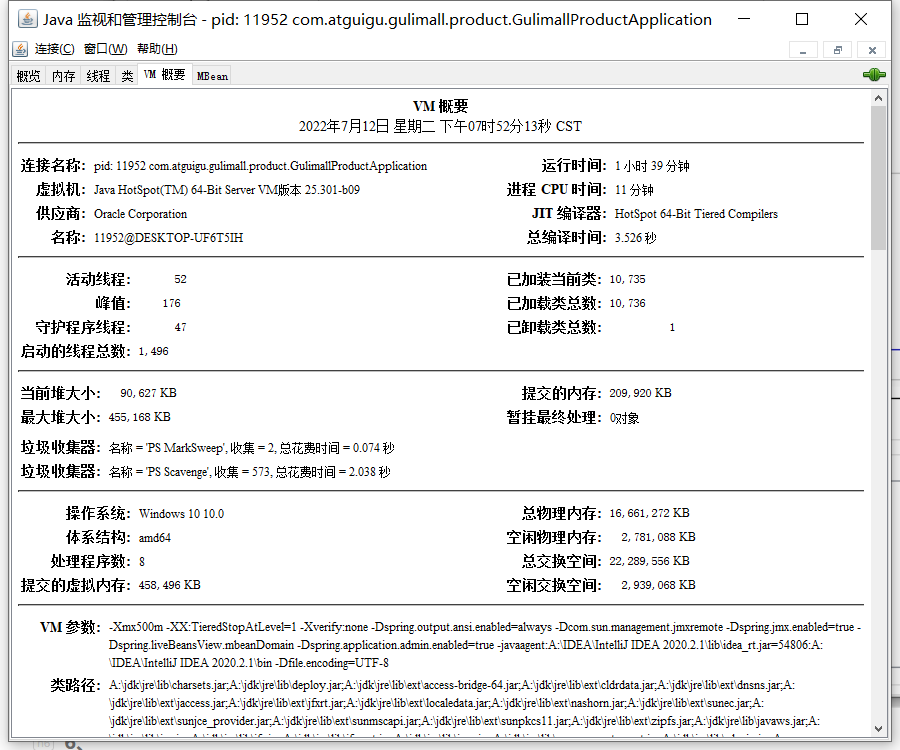 Java 监视和管理控制台 - pid: 11952 com.atguigu.gulimall.product.GulimallProductApplication
连接(C) 窗口(W) 帮助(H)
概览 内存 线程 类 VM 概要 MBean
VM 概要
2022年7月12日 星期二 下午07时52分13秒 CST
连接名称: pid: 11952 com.atguigu.gulimall.product.GulimallProductApplication 运行时间: 1 小时 39 分钟
虚拟机: Java HotSpot(TM) 64-Bit Server VM版本 25.301-b09 进程 CPU 时间: 11 分钟
供应商: Oracle Corporation JIT 编译器: HotSpot 64-Bit Tiered Compilers
名称: 11952@DESKTOP-UF6T5IH 总编译时间: 3.526 秒
活动线程: 52 已加装当前类: 10,735
峰值: 176 已加载类总数: 10,736
守护程序线程: 47 已卸载类总数: 1
启动的线程总数: 1,496
当前堆大小: 90,627 KB 提交的内存: 209,920 KB
最大堆大小: 455,168 KB 暂挂最终处理: 0对象
垃圾收集器: 名称 = 'PS MarkSweep', 收集 = 2, 总花费时间 = 0.074 秒
垃圾收集器: 名称 = 'PS Scavenge', 收集 = 573, 总花费时间 = 2.038 秒
操作系统: Windows 10 10.0 总物理内存: 16,661,272 KB
体系结构: amd64 空闲物理内存: 2,781,088 KB
处理程序数: 8 总交换空间: 22,289,556 KB
提交的虚拟内存: 458,496 KB 空闲交换空间: 2,939,068 KB
VM 参数: -Xmx500m -XX:TieredStopAtLevel=1 -Xverify:none -Dspring.output.ansi.enabled=always -Dcom.sun.management.jmxremote -Dspring.jmx.enabled=true -
Dspring.liveBeansView.mbeanDomain -Dspring.application.admin.enabled=true -javaagent:A:\IDEA\IntelliJ IDEA 2020.2.1\lib\idea_rt.jar=54806:A:
\IDEA\IntelliJ IDEA 2020.2.1\bin -Dfile.encoding=UTF-8
类路径: A:\jdk\jre\lib\charsets.jar;A:\jdk\jre\lib\deploy.jar;A:\jdk\jre\lib\ext\access-bridge-64.jar;A:\jdk\jre\lib\ext\cldrdata.jar;A:\jdk\jre\lib\ext\dnsns.jar;A:
\jdk\jre\lib\ext\jaccess.jar;A:\jdk\jre\lib\ext\jfxrt.jar;A:\jdk\jre\lib\ext\localedata.jar;A:\jdk\jre\lib\ext\nashorn.jar;A:\jdk\jre\lib\ext\sunec.jar;A:
\jdk\jre\lib\ext\sunjce_provider.jar;A:\jdk\jre\lib\ext\sunmscapi.jar;A:\jdk\jre\lib\ext\sunpkcs11.jar;A:\jdk\jre\lib\ext\zipfs.jar;A:\jdk\jre\lib\javaws.jar;A: